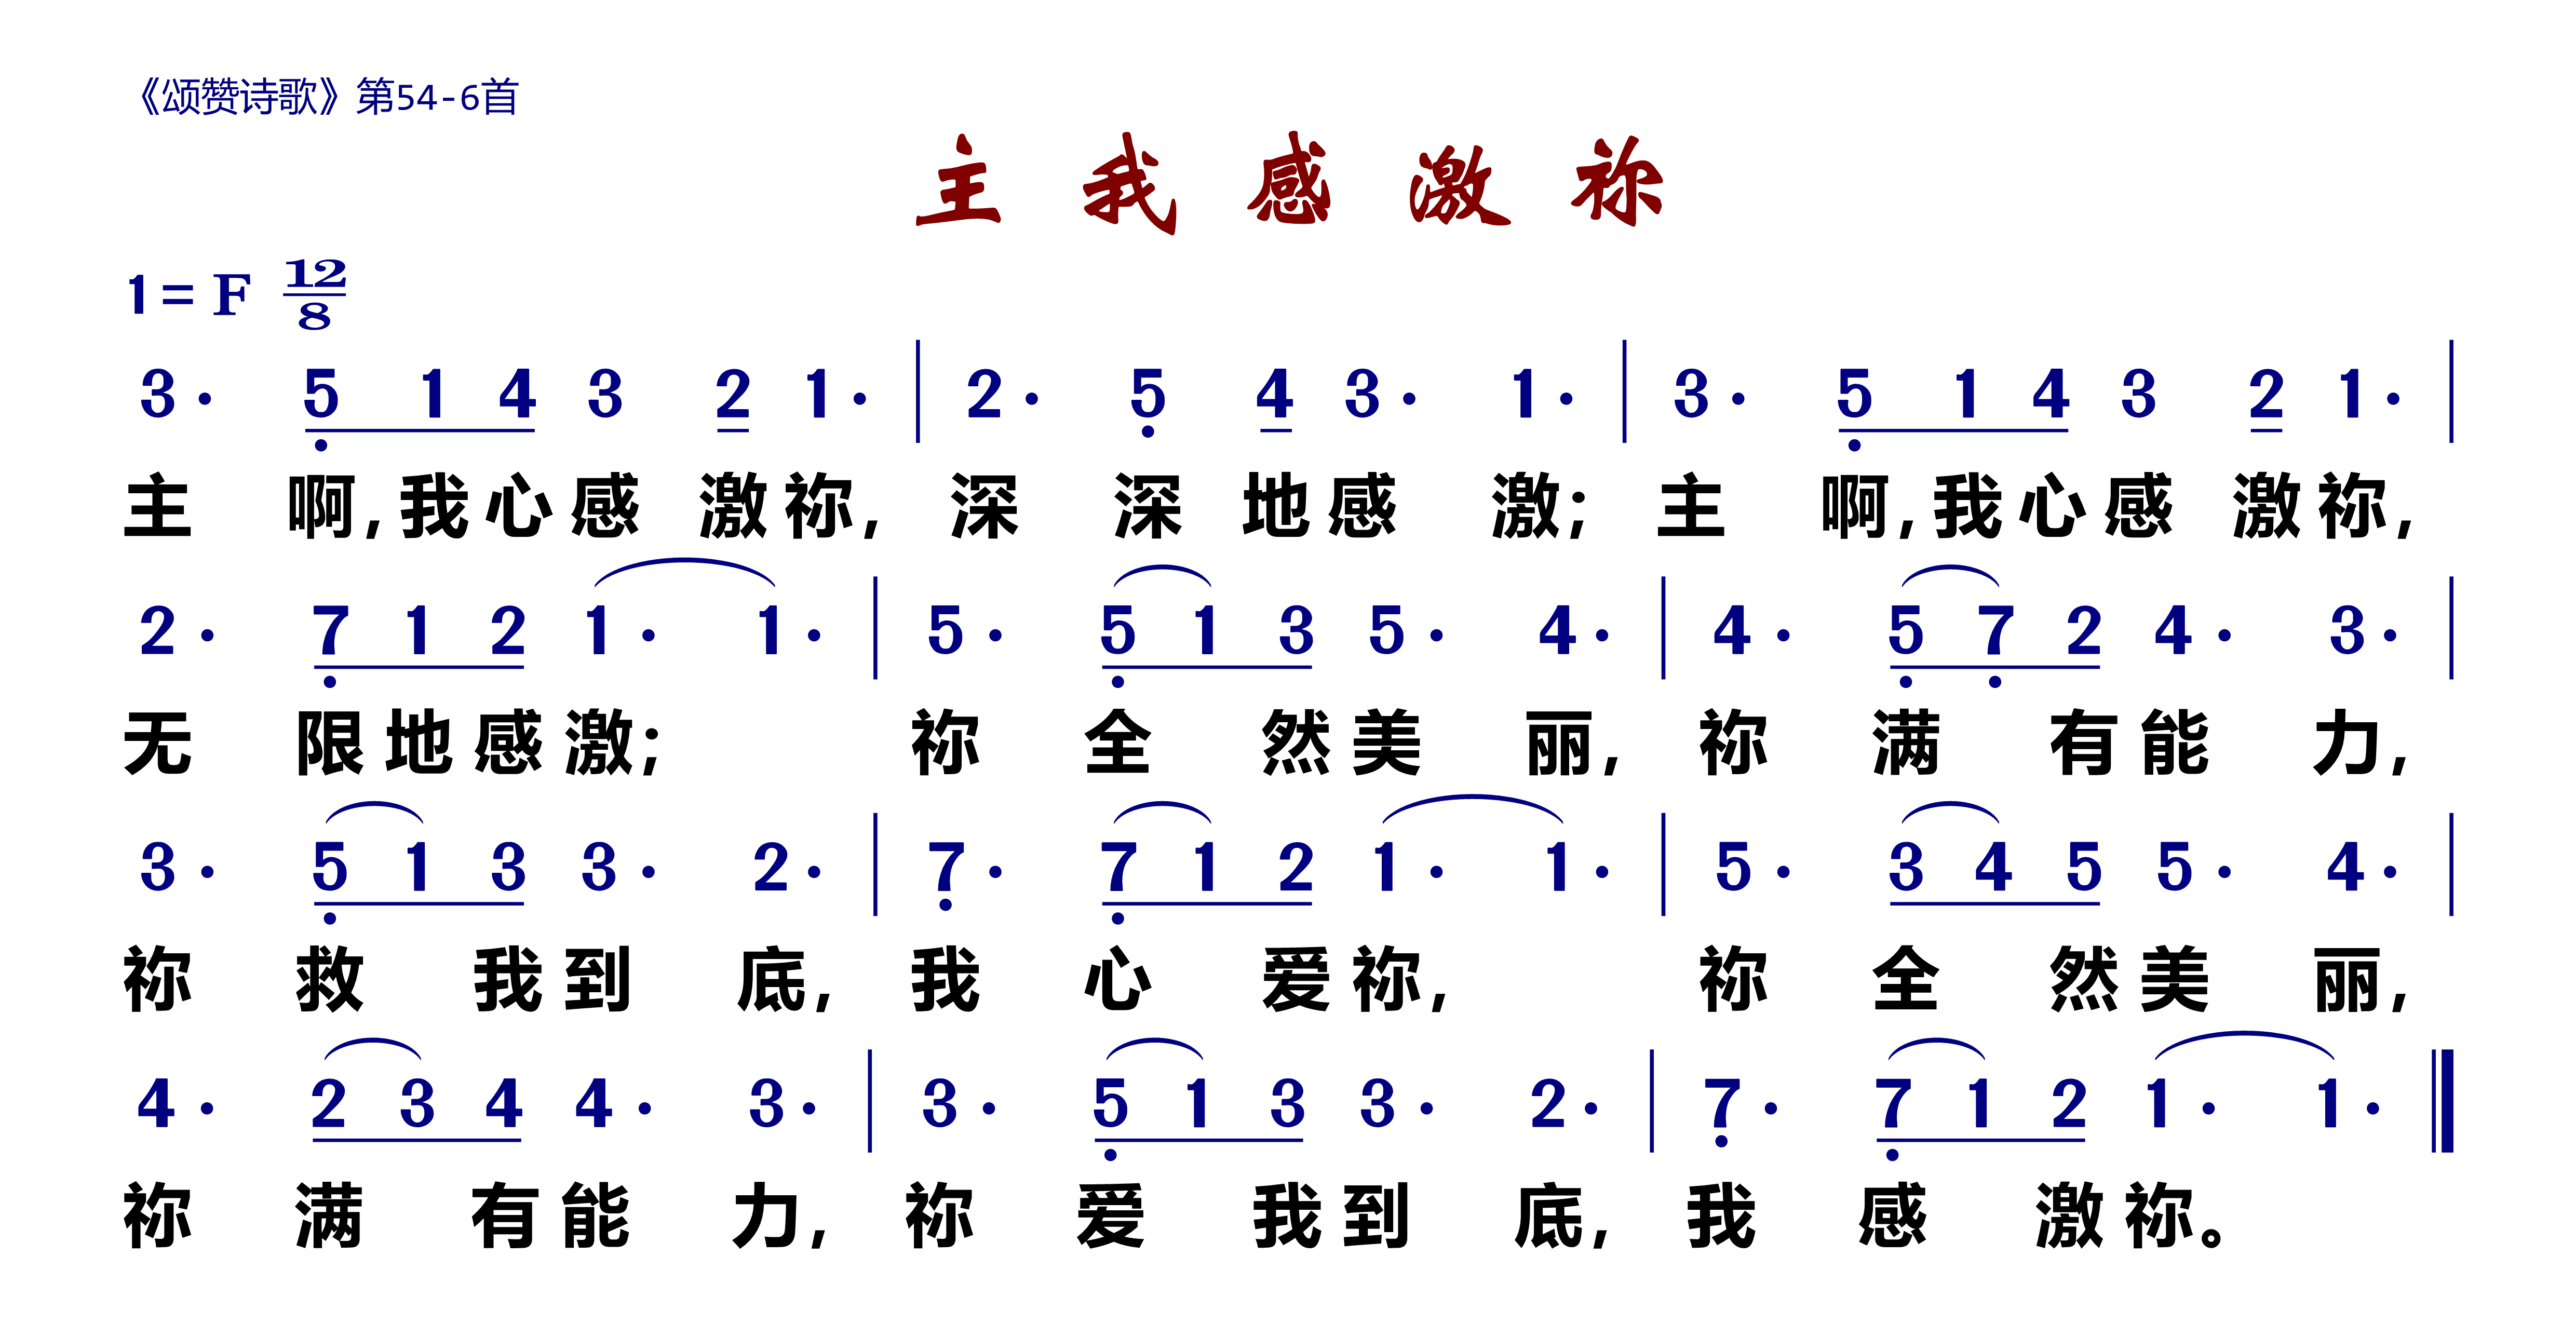 《颂赞诗歌》第54-6首
主我感激祢
1=F 12/8
3· 5 1 4 3 2 1· | 2· 5 4 3· 1· | 3· 5 1 4 3 2 1· |
主 啊,我心感 激祢, 深 深 地感 激; 主 啊,我心感 激祢,
2· 7 1 2 1· 1· | 5· 5 1 3 5· 4· | 4· 5 7 2 4· 3· |
无 限地感激; 祢 全 然美 丽, 祢 满 有能 力,
3· 5 1 3 3· 2· | 7· 7 1 2 1· 1· | 5· 3 4 5 5· 4· |
祢 救 我到 底, 我 心 爱祢, 祢 全 然美 丽,
4· 2 3 4 4· 3· | 3· 5 1 3 3· 2· | 7· 7 1 2 1· 1· ‖
祢 满 有能 力, 祢 爱 我到 底, 我 感 激祢。